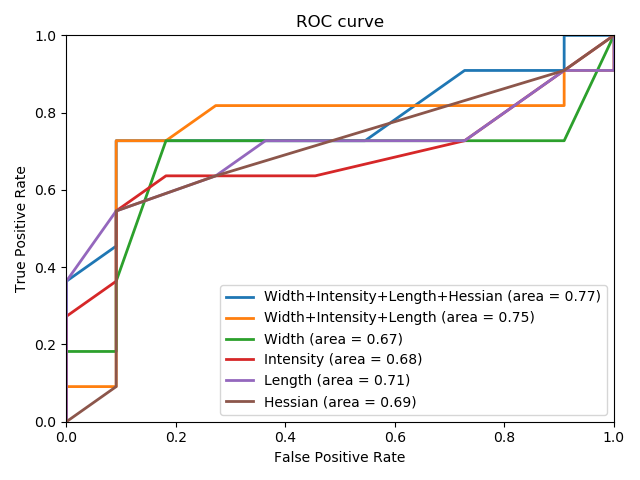 ROC curve
True Positive Rate
1.0
0.8
0.6
0.4
0.2
0.0
Width+Intensity+Length+Hessian (area = 0.77)
Width+Intensity+Length (area = 0.75)
Width (area = 0.67)
Intensity (area = 0.68)
Length (area = 0.71)
Hessian (area = 0.69)
0.0 0.2 0.4 0.6 0.8 1.0
False Positive Rate